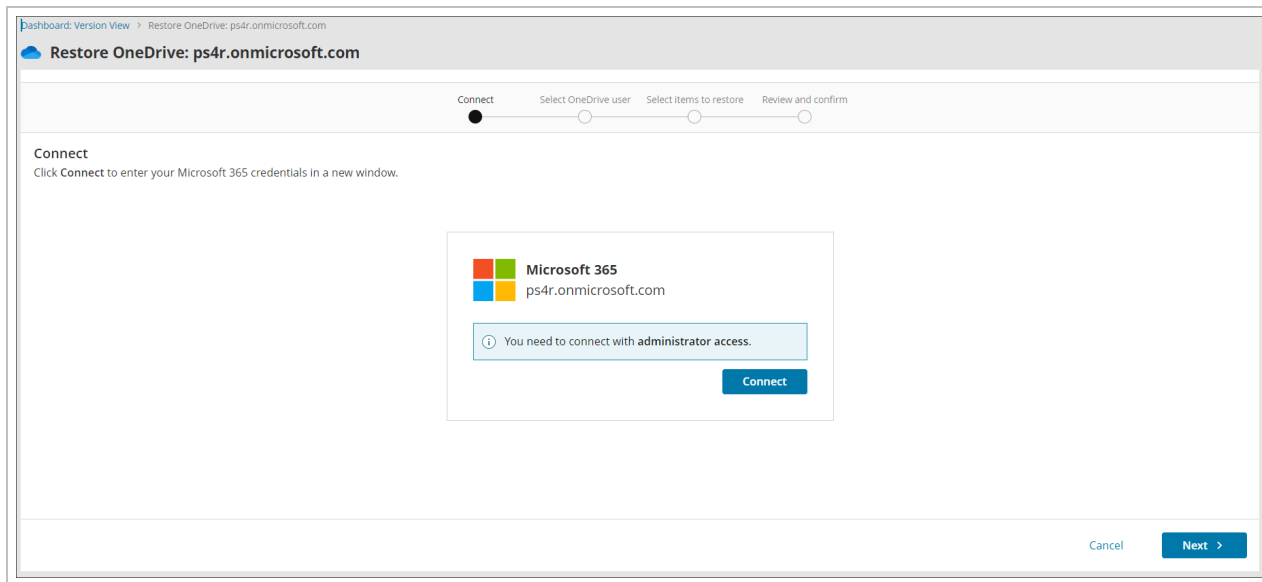 Dashboard: Version View > Restore OneDrive: ps4r.onmicrosoft.com
Restore OneDrive: ps4r.onmicrosoft.com
Connect Select OneDrive user Select items to restore Review and confirm
Connect
Click Connect to enter your Microsoft 365 credentials in a new window.
Microsoft 365
ps4r.onmicrosoft.com
You need to connect with administrator access.
Connect
Cancel Next >